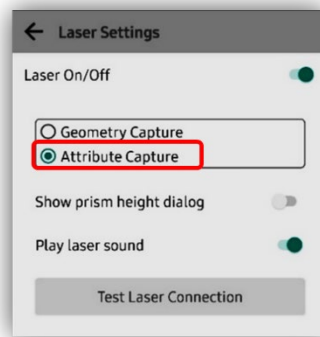 Laser Settings
Laser On/Off
Geometry Capture
Attribute Capture
Show prism height dialog
Play laser sound
Test Laser Connection